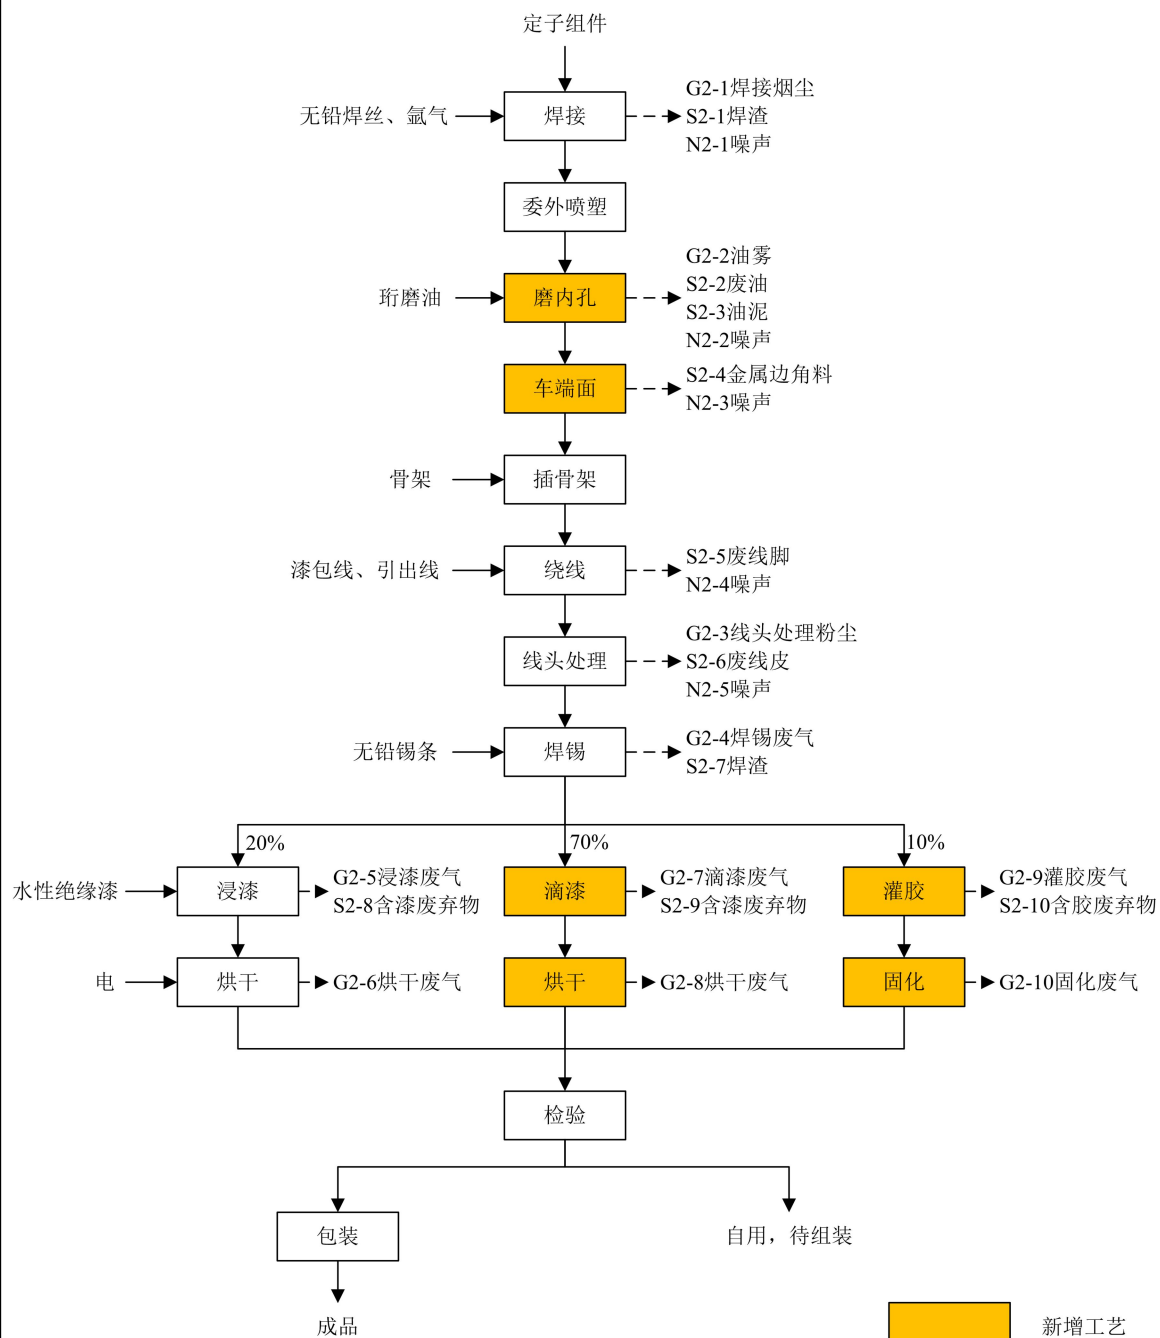 定子组件
无铅焊丝、氩气
焊接
G2-1焊接烟尘
S2-1焊渣
N2-1噪声
委外喷塑
珩磨油
磨内孔
G2-2油雾
S2-2废油
S2-3油泥
N2-2噪声
车端面
S2-4金属边角料
N2-3噪声
骨架
插骨架
漆包线、引出线
绕线
S2-5废线脚
N2-4噪声
线头处理
G2-3线头处理粉尘
S2-6废线皮
N2-5噪声
无铅锡条
焊锡
G2-4焊锡废气
S2-7焊渣
20%
70%
10%
水性绝缘漆
浸漆
G2-5浸漆废气
S2-8含漆废弃物
滴漆
G2-7滴漆废气
S2-9含漆废弃物
灌胶
G2-9灌胶废气
S2-10含胶废弃物
电
烘干
G2-6烘干废气
烘干
G2-8烘干废气
固化
G2-10固化废气
检验
包装
自用，待组装
成品
新增工艺